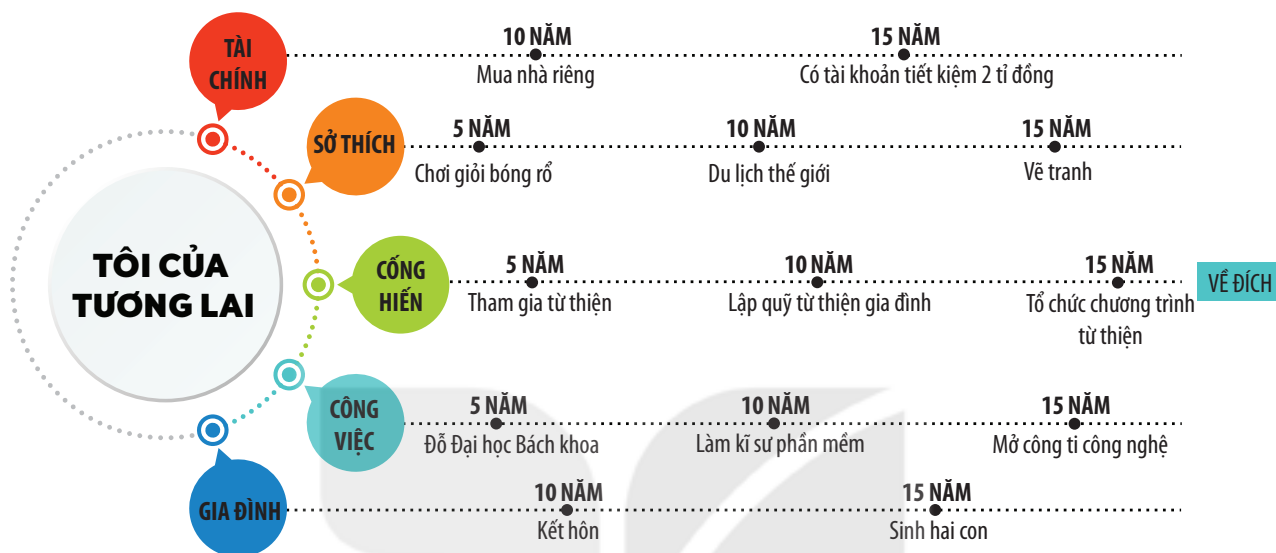 TÀI
CHÍNH
10 NĂM
Mua nhà riêng
15 NĂM
Có tài khoản tiết kiệm 2 tỉ đồng
SỞ THÍCH
5 NĂM
Chơi giỏi bóng rổ
10 NĂM
Du lịch thế giới
15 NĂM
Vẽ tranh
TÔI CỦA
TƯƠNG LAI
CỐNG
HIẾN
5 NĂM
Tham gia từ thiện
10 NĂM
Lập quỹ từ thiện gia đình
15 NĂM
Tổ chức chương trình
từ thiện
VỀ ĐÍCH
CÔNG
VIỆC
5 NĂM
Đỗ Đại học Bách khoa
10 NĂM
Làm kĩ sư phần mềm
15 NĂM
Mở công ti công nghệ
GIA ĐÌNH
10 NĂM
Kết hôn
15 NĂM
Sinh hai con